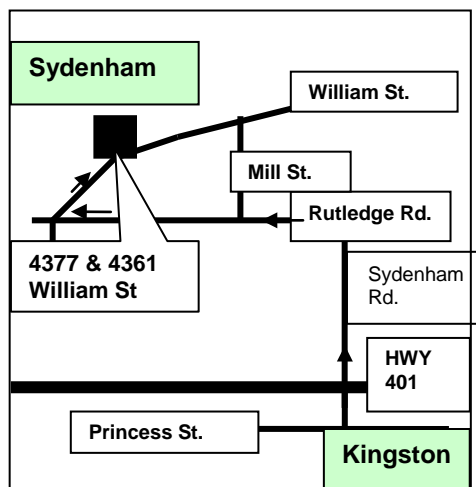 Sydenham
William St.
Mill St.
Rutledge Rd.
4377 & 4361
William St
Sydenham
Rd.
HWY
401
Princess St.
Kingston